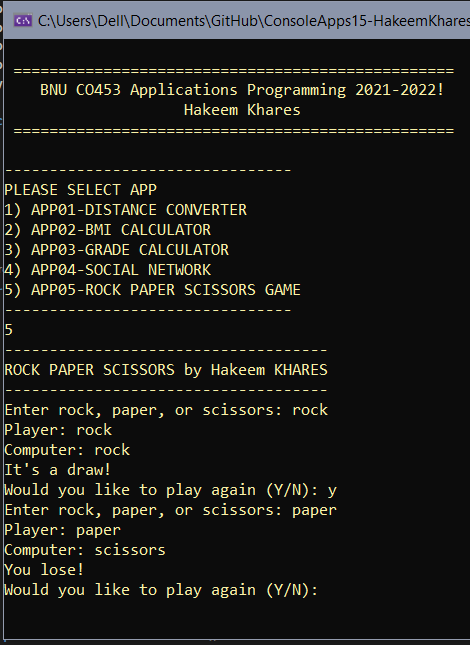 C:\Users\Dell\Documents\GitHub\ConsoleApps15-HakeemKhares
=================================================
BNU CO453 Applications Programming 2021-2022!
Hakeem Khares
=================================================
--------------------------------
PLEASE SELECT APP
1) APP01-DISTANCE CONVERTER
2) APP02-BMI CALCULATOR
3) APP03-GRADE CALCULATOR
4) APP04-SOCIAL NETWORK
5) APP05-ROCK PAPER SCISSORS GAME
--------------------------------
5
------------------------------------
ROCK PAPER SCISSORS by Hakeem KHARES
------------------------------------
Enter rock, paper, or scissors: rock
Player: rock
Computer: rock
It's a draw!
Would you like to play again (Y/N): y
Enter rock, paper, or scissors: paper
Player: paper
Computer: scissors
You lose!
Would you like to play again (Y/N):